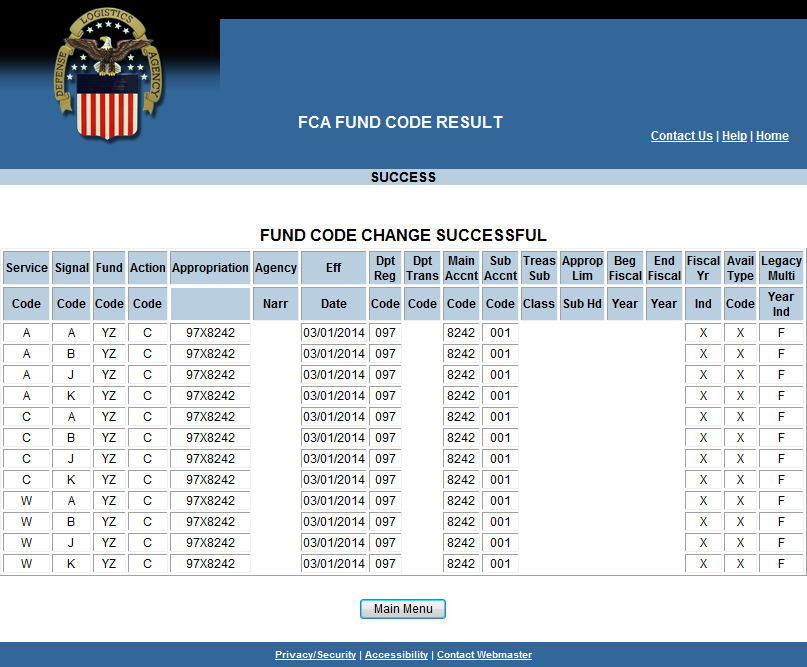 DEFENSE LOGISTICS AGENCY
FCA FUND CODE RESULT
Contact Us | Help | Home
SUCCESS
FUND CODE CHANGE SUCCESSFUL
Service Signal Fund Action Appropriation Agency Eff Dpt Reg Dpt Trans Main Accnt Sub Accnt Treas Sub Approp Lim Beg Fiscal End Fiscal Fiscal Yr Avail Type Legacy Multi
Code Code Code Code Narr Date Code Code Code Code Class Sub Hd Year Year Ind Code Year Ind
A A YZ C 97X8242 03/01/2014 097 8242 001 X X F
A B YZ C 97X8242 03/01/2014 097 8242 001 X X F
A J YZ C 97X8242 03/01/2014 097 8242 001 X X F
A K YZ C 97X8242 03/01/2014 097 8242 001 X X F
C A YZ C 97X8242 03/01/2014 097 8242 001 X X F
C B YZ C 97X8242 03/01/2014 097 8242 001 X X F
C J YZ C 97X8242 03/01/2014 097 8242 001 X X F
C K YZ C 97X8242 03/01/2014 097 8242 001 X X F
W A YZ C 97X8242 03/01/2014 097 8242 001 X X F
W B YZ C 97X8242 03/01/2014 097 8242 001 X X F
W J YZ C 97X8242 03/01/2014 097 8242 001 X X F
W K YZ C 97X8242 03/01/2014 097 8242 001 X X F
Main Menu
Privacy/Security | Accessibility | Contact Webmaster